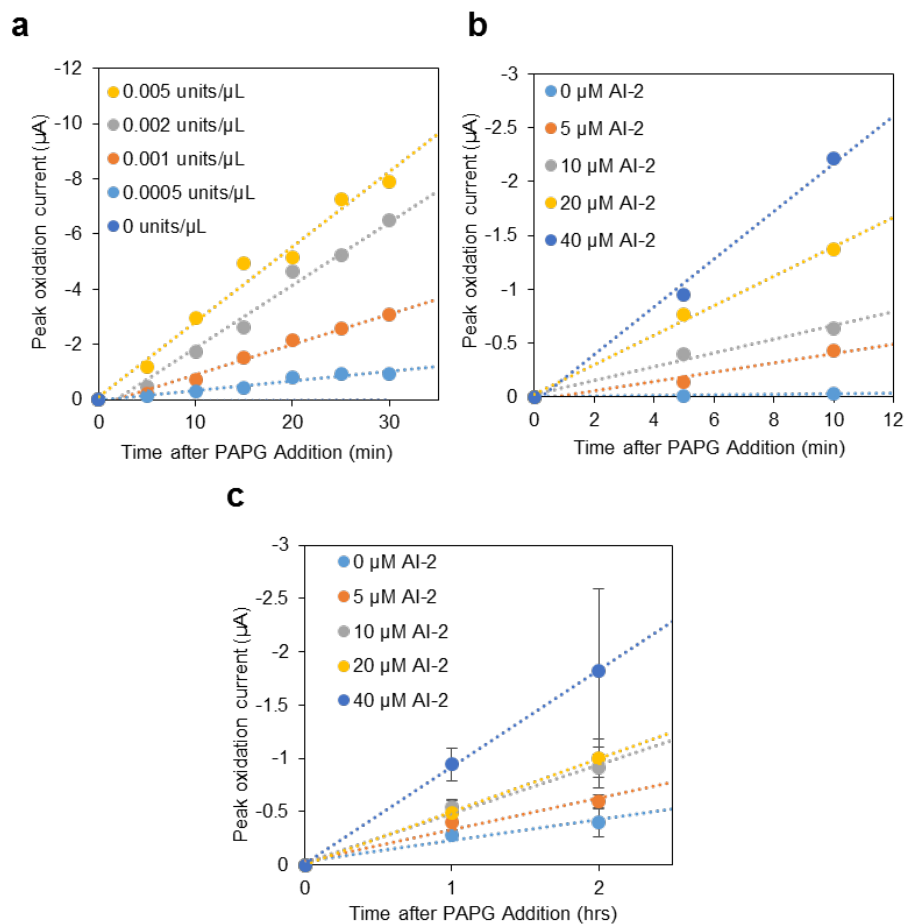 a
-12
-10
-8
-6
-4
-2
0
0.005 units/µL
0.002 units/µL
0.001 units/µL
0.0005 units/µL
0 units/µL
Peak oxidation current (µA)
0 10 20 30
Time after PAPG Addition (min)
b
-3
-2.5
-2
-1.5
-1
-0.5
0
0 µM AI-2
5 µM AI-2
10 µM AI-2
20 µM AI-2
40 µM AI-2
Peak oxidation current (µA)
0 2 4 6 8 10 12
Time after PAPG Addition (min)
c
-3
-2.5
-2
-1.5
-1
-0.5
0
0 µM AI-2
5 µM AI-2
10 µM AI-2
20 µM AI-2
40 µM AI-2
Peak oxidation current (µA)
0 1 2
Time after PAPG Addition (hrs)